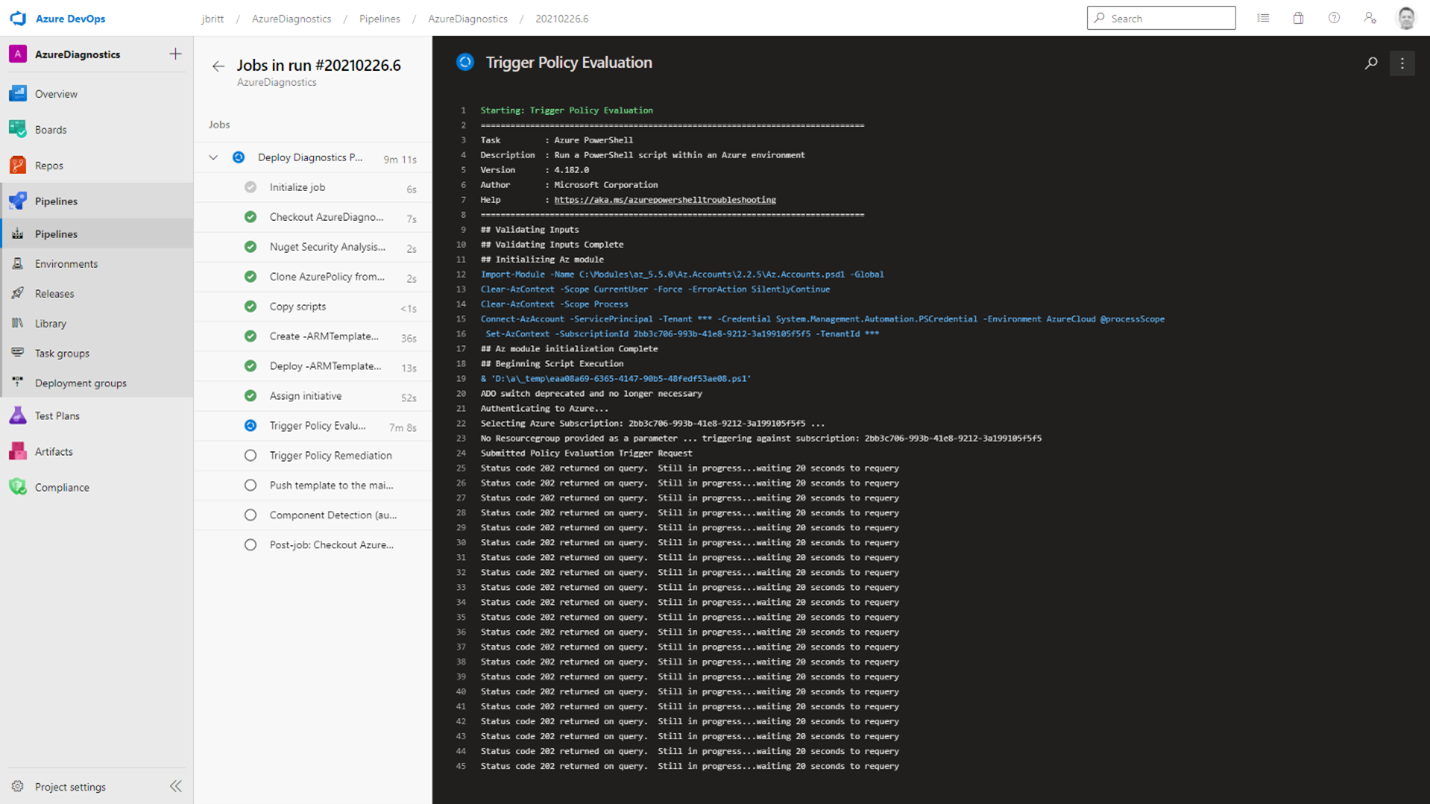 Azure DevOps
jbritt / AzureDiagnostics / Pipelines / AzureDiagnostics / 20210226.6
Search
A AzureDiagnostics
Overview
Boards
Repos
Pipelines
Pipelines
Environments
Releases
Library
Task groups
Deployment groups
Test Plans
Artifacts
Compliance
Project settings
Jobs in run #20210226.6
AzureDiagnostics
Jobs
Deploy Diagnostics P... 9m 11s
Initialize job 6s
Checkout AzureDiagno... 7s
Nuget Security Analysis... 2s
Clone AzurePolicy from... 2s
Copy scripts <1s
Create -ARMTemplate... 36s
Deploy -ARMTemplate... 13s
Assign initiative 52s
Trigger Policy Evalu... 7m 8s
Trigger Policy Remediation
Push template to the mai...
Component Detection (au...
Post-job: Checkout Azure...
Trigger Policy Evaluation
1 Starting: Trigger Policy Evaluation
2 ==============================================================================
3 Task : Azure PowerShell
4 Description : Run a PowerShell script within an Azure environment
5 Version : 4.182.0
6 Author : Microsoft Corporation
7 Help : https://aka.ms/azurepowershelltroubleshooting
8 ==============================================================================
9 ## Validating Inputs
10 ## Validating Inputs Complete
11 ## Initializing Az module
12 Import-Module -Name C:\Modules\az_5.5.0\Az.Accounts\2.2.5\Az.Accounts.psd1 -Global
13 Clear-AzContext -Scope CurrentUser -Force -ErrorAction SilentlyContinue
14 Clear-AzContext -Scope Process
15 Connect-AzAccount -ServicePrincipal -Tenant *** -Credential System.Management.Automation.PSCredential -Environment AzureCloud @processScope
16 Set-AzContext -SubscriptionId 2bb3c706-993b-41e8-9212-3a199105f5f5 -TenantId ***
17 ## Az module initialization Complete
18 ## Beginning Script Execution
19 & 'D:\a\_temp\eaa08a69-6365-4147-90b5-48fedf53ae08.ps1'
20 ADO switch deprecated and no longer necessary
21 Authenticating to Azure...
22 Selecting Azure Subscription: 2bb3c706-993b-41e8-9212-3a199105f5f5 ...
23 No Resourcegroup provided as a parameter ... triggering against subscription: 2bb3c706-993b-41e8-9212-3a199105f5f5
24 Submitted Policy Evaluation Trigger Request
25 Status code 202 returned on query. Still in progress...waiting 20 seconds to requery
26 Status code 202 returned on query. Still in progress...waiting 20 seconds to requery
27 Status code 202 returned on query. Still in progress...waiting 20 seconds to requery
28 Status code 202 returned on query. Still in progress...waiting 20 seconds to requery
29 Status code 202 returned on query. Still in progress...waiting 20 seconds to requery
30 Status code 202 returned on query. Still in progress...waiting 20 seconds to requery
31 Status code 202 returned on query. Still in progress...waiting 20 seconds to requery
32 Status code 202 returned on query. Still in progress...waiting 20 seconds to requery
33 Status code 202 returned on query. Still in progress...waiting 20 seconds to requery
34 Status code 202 returned on query. Still in progress...waiting 20 seconds to requery
35 Status code 202 returned on query. Still in progress...waiting 20 seconds to requery
36 Status code 202 returned on query. Still in progress...waiting 20 seconds to requery
37 Status code 202 returned on query. Still in progress...waiting 20 seconds to requery
38 Status code 202 returned on query. Still in progress...waiting 20 seconds to requery
39 Status code 202 returned on query. Still in progress...waiting 20 seconds to requery
40 Status code 202 returned on query. Still in progress...waiting 20 seconds to requery
41 Status code 202 returned on query. Still in progress...waiting 20 seconds to requery
42 Status code 202 returned on query. Still in progress...waiting 20 seconds to requery
43 Status code 202 returned on query. Still in progress...waiting 20 seconds to requery
44 Status code 202 returned on query. Still in progress...waiting 20 seconds to requery
45 Status code 202 returned on query. Still in progress...waiting 20 seconds to requery